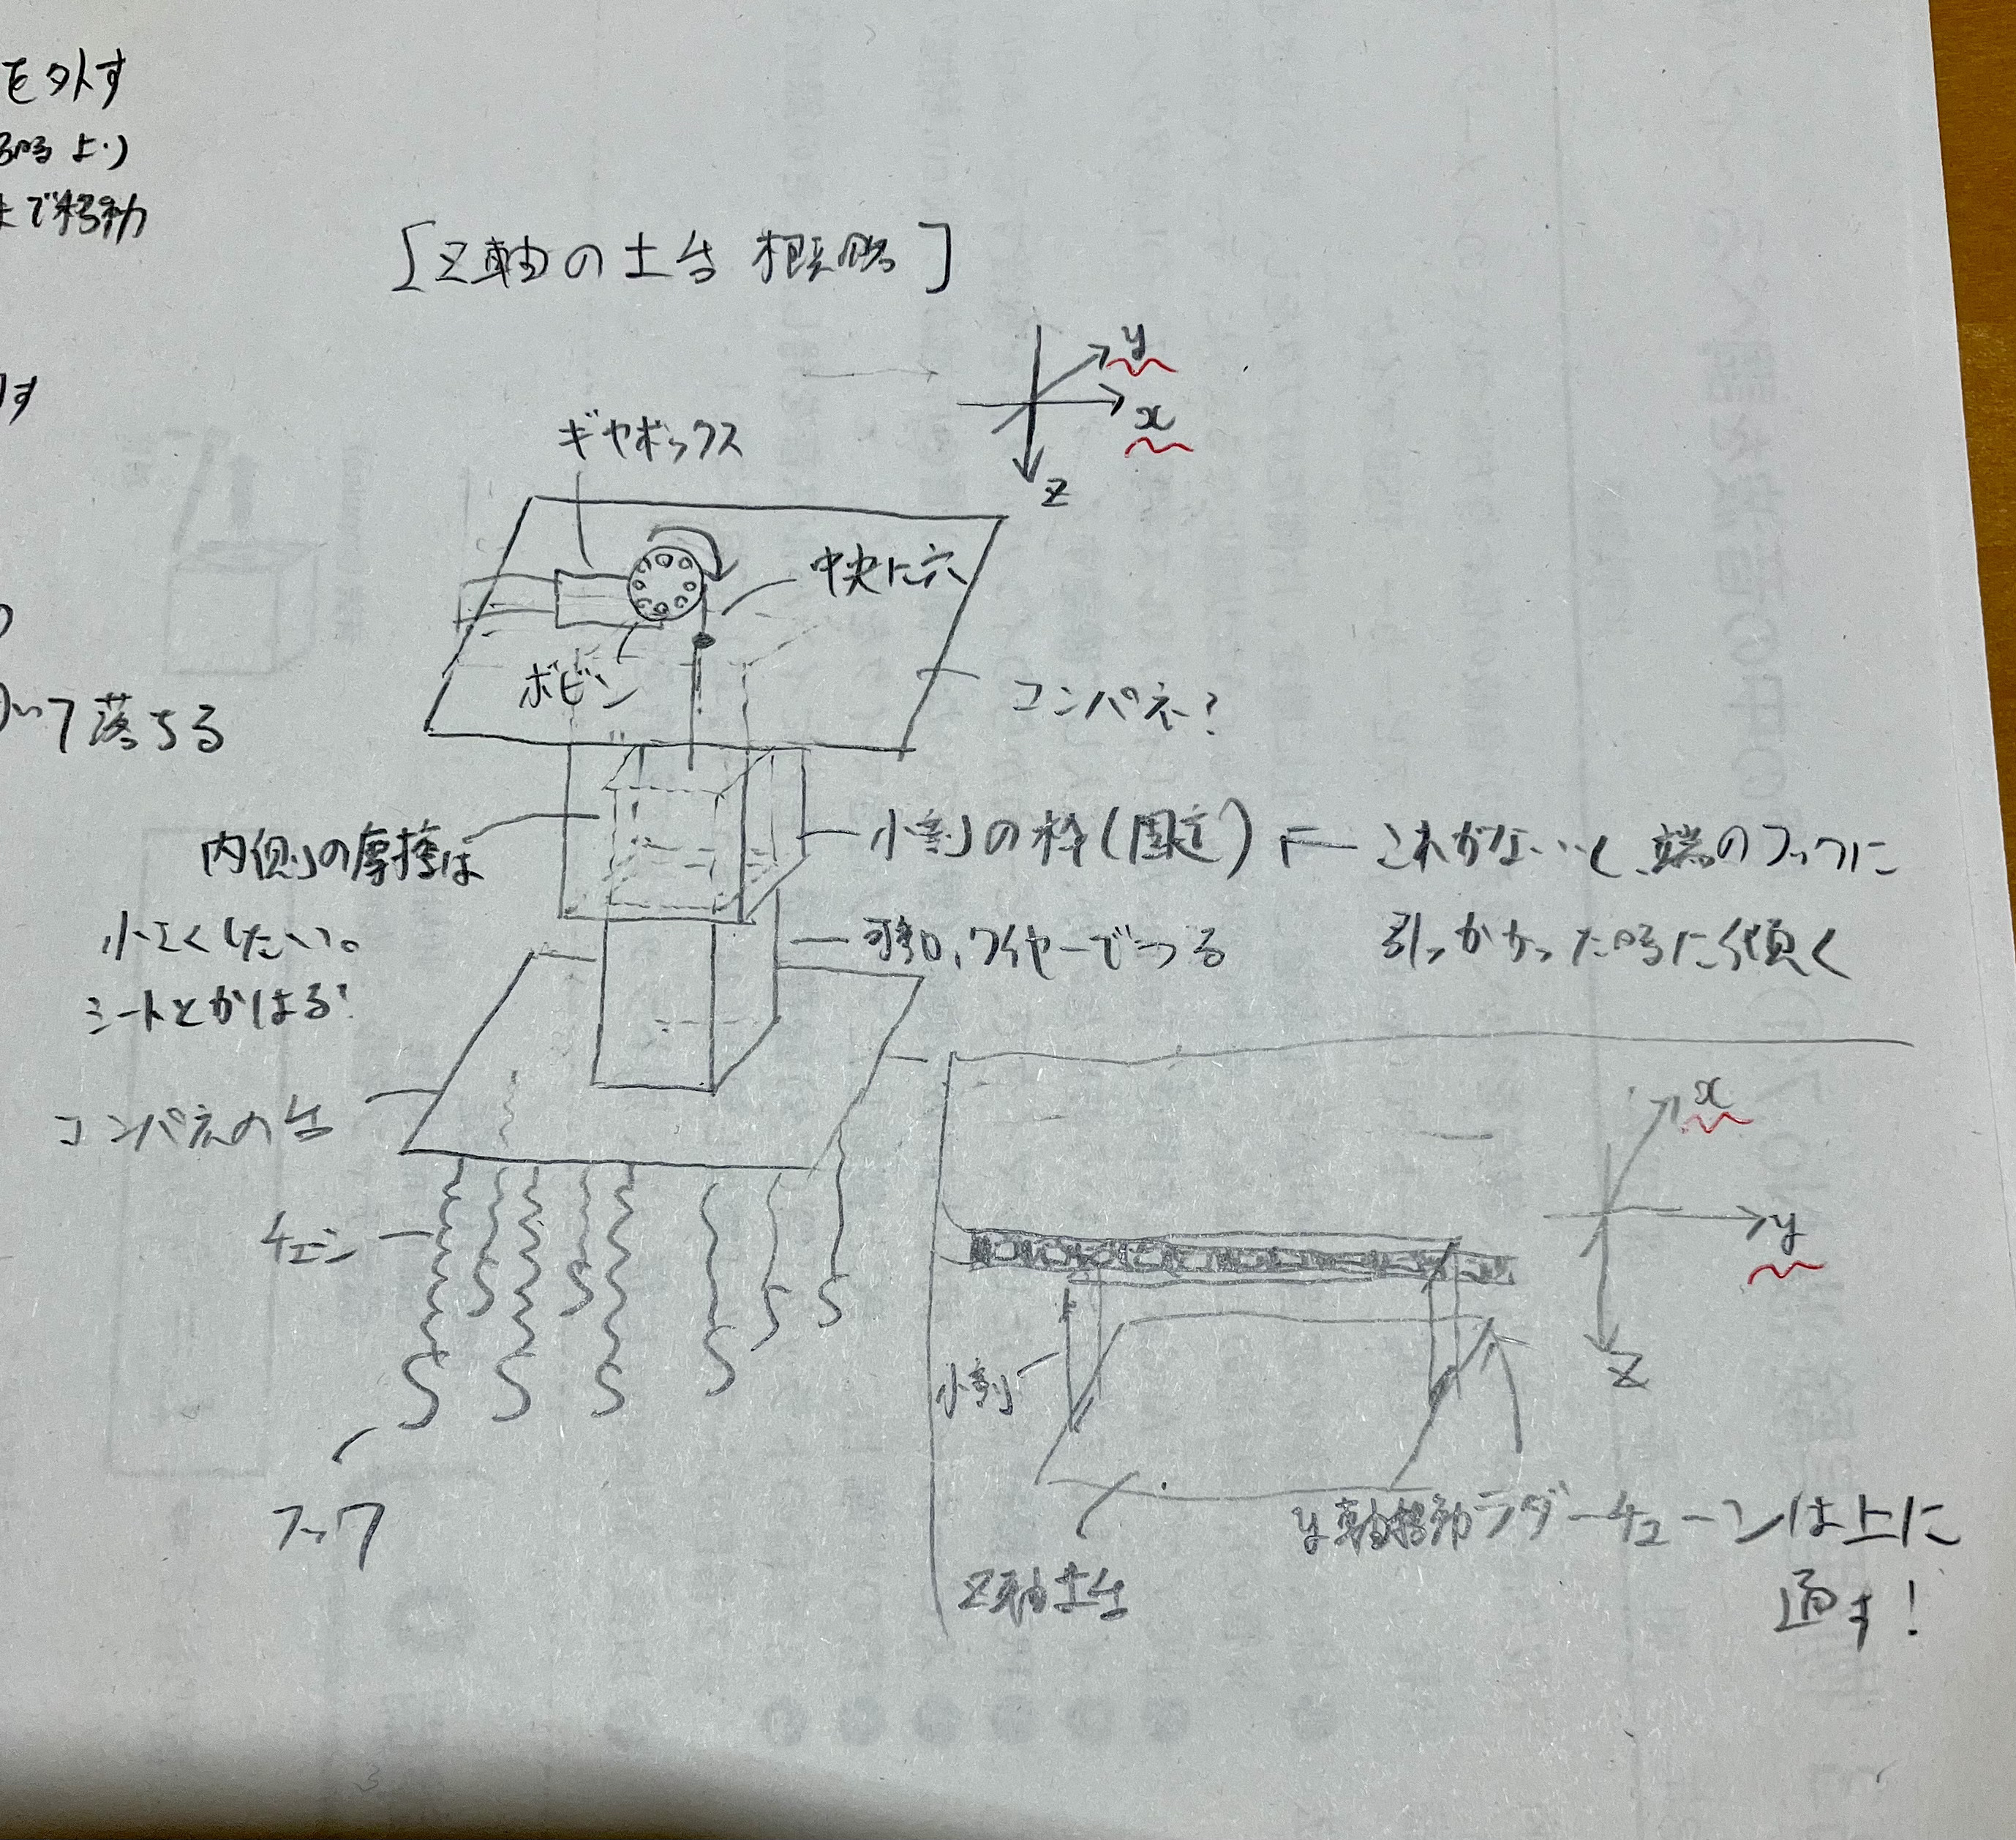 を外す
る時より
まで移動
す
って落ちる
[Z軸の土台 概略]
y
x
z
ギヤボックス
中央に穴
ボビン
コンパネ?
内側の摩擦は
小さくしたい。
シートとかはる?
小割の枠(固定) ← これがないと、端のフックに
引っかかった時に傾く
可動、ワイヤーでつる
コンパネの台
チェーン
フック
x
y
z
小割
Z軸土台
y軸移動ラダーチェーンは上に
通す!